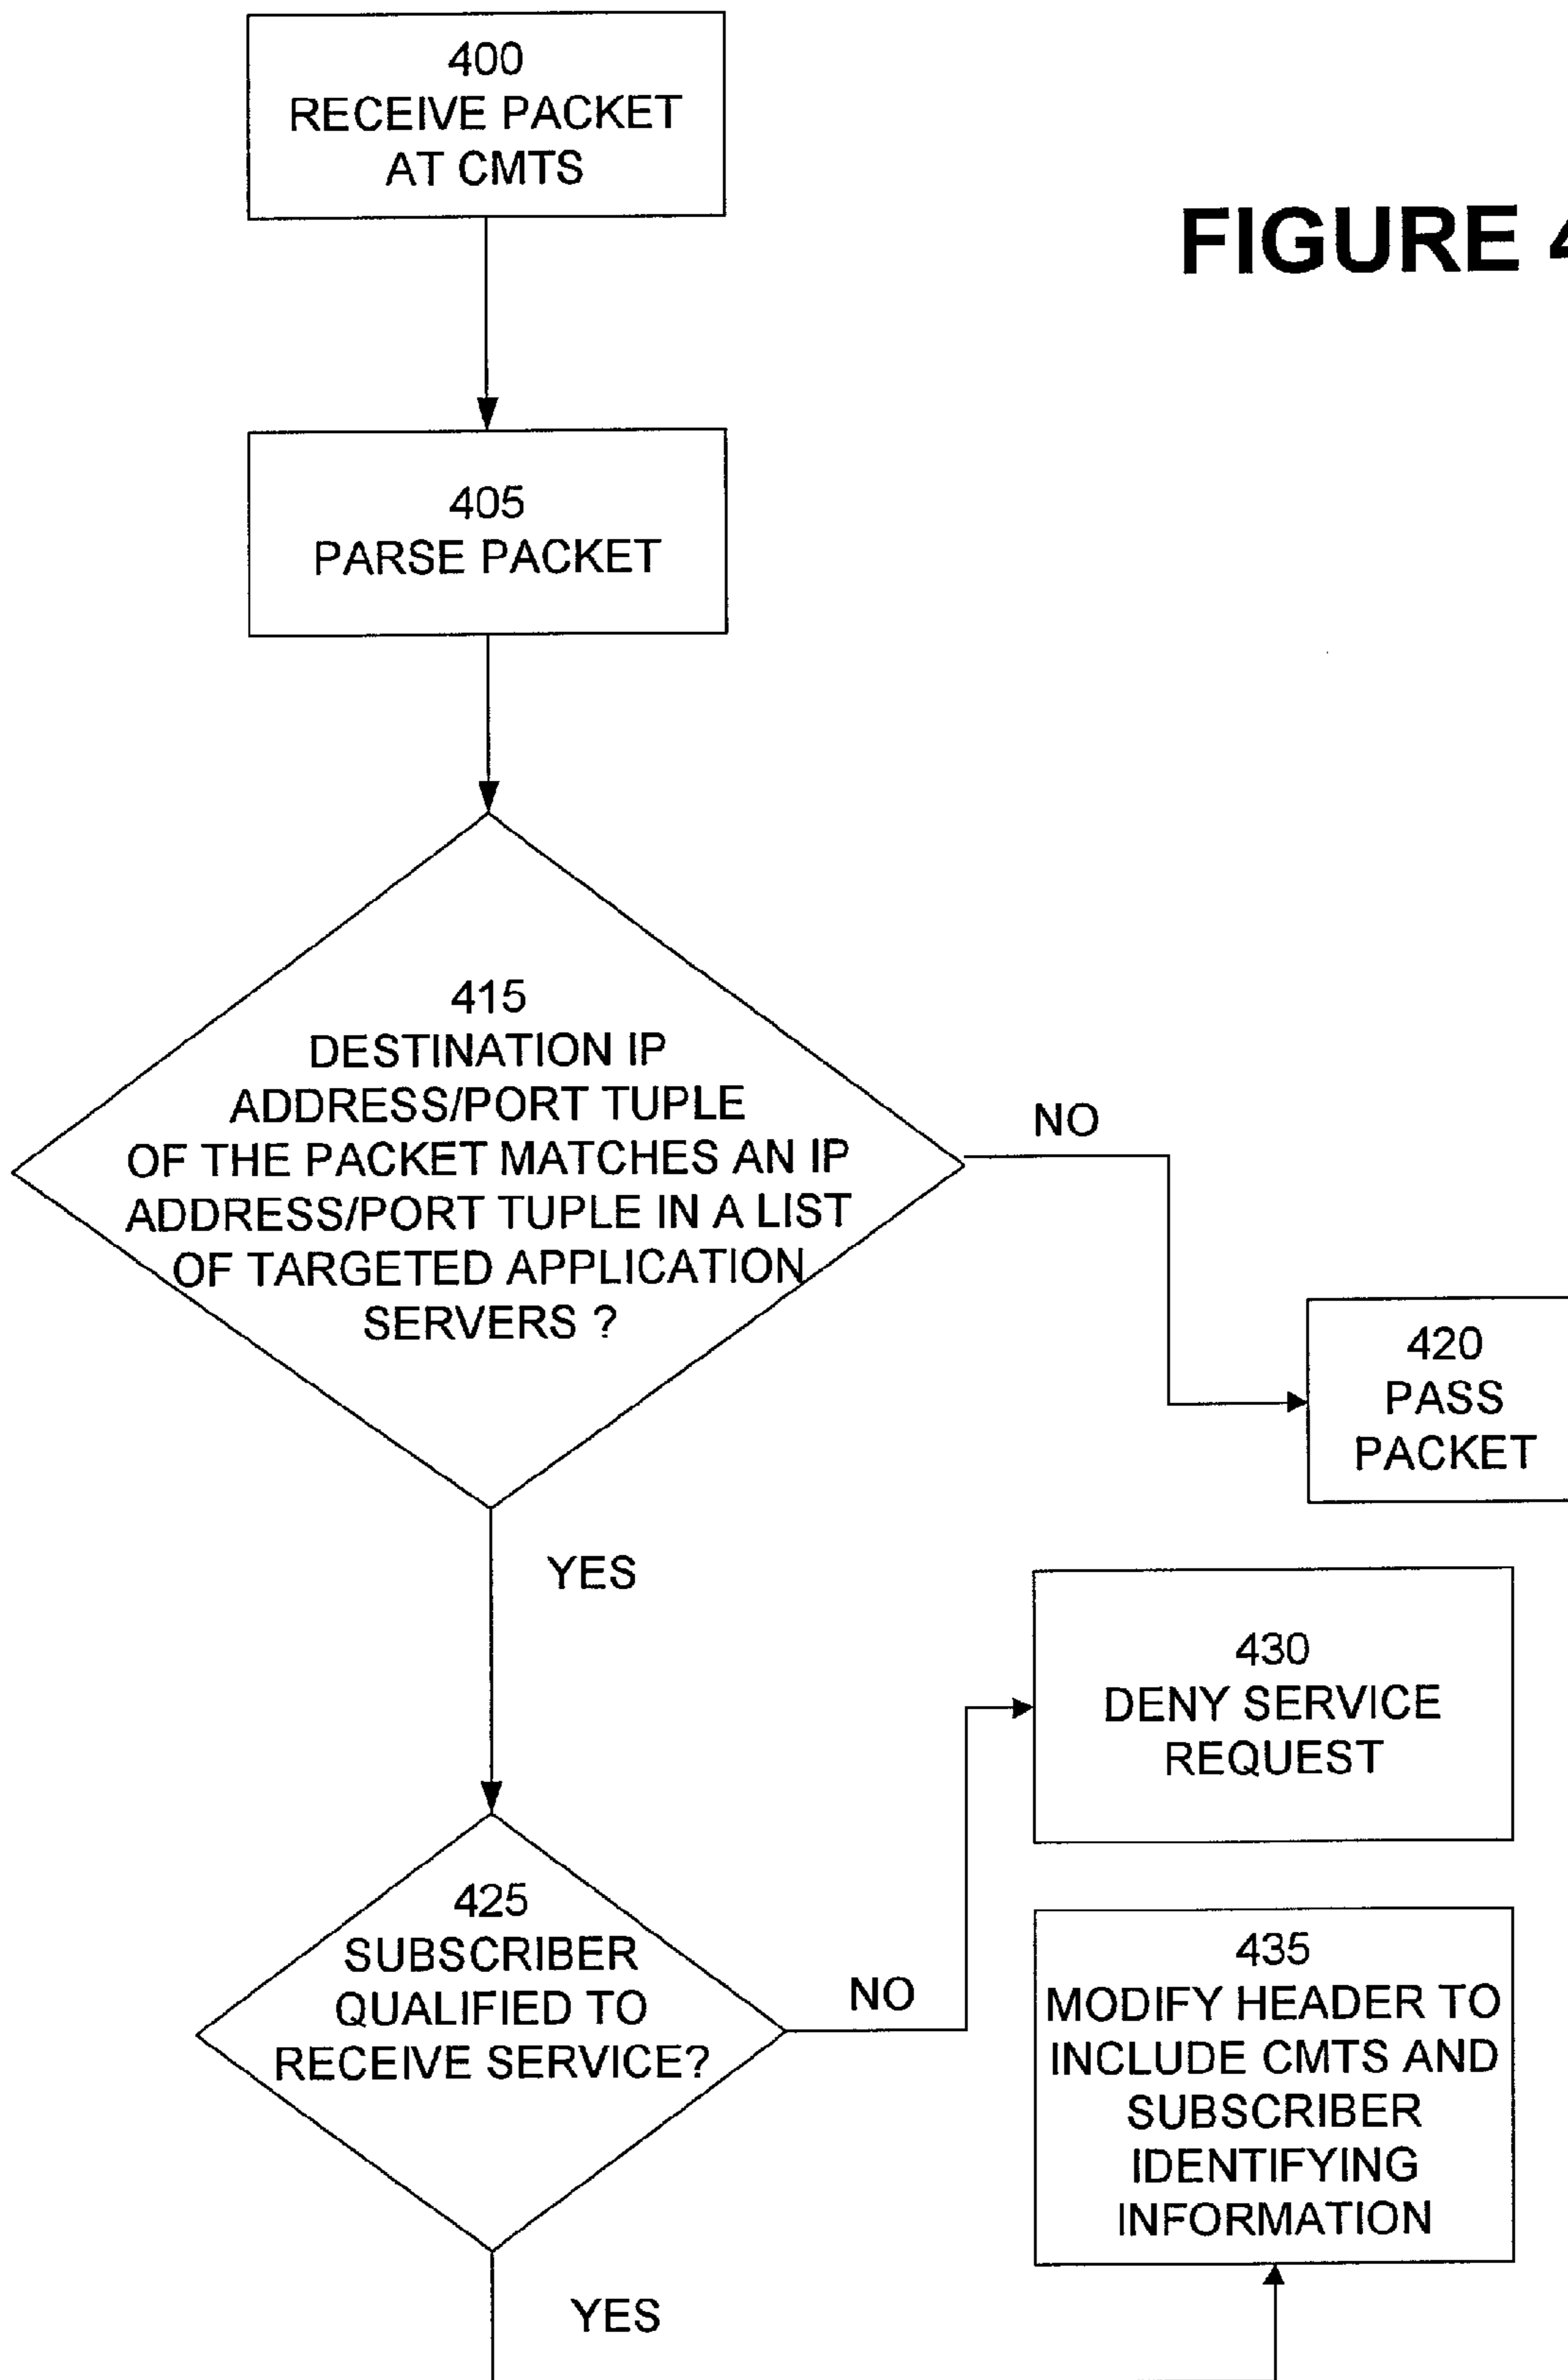 400
RECEIVE PACKET
AT CMTS
FIGURE 4
405
PARSE PACKET
415
DESTINATION IP
ADDRESS/PORT TUPLE
OF THE PACKET MATCHES AN IP
ADDRESS/PORT TUPLE IN A LIST
OF TARGETED APPLICATION
SERVERS ?
NO
420
PASS
PACKET
YES
430
DENY SERVICE
REQUEST
425
SUBSCRIBER
QUALIFIED TO
RECEIVE SERVICE?
NO
435
MODIFY HEADER TO
INCLUDE CMTS AND
SUBSCRIBER
IDENTIFYING
INFORMATION
YES